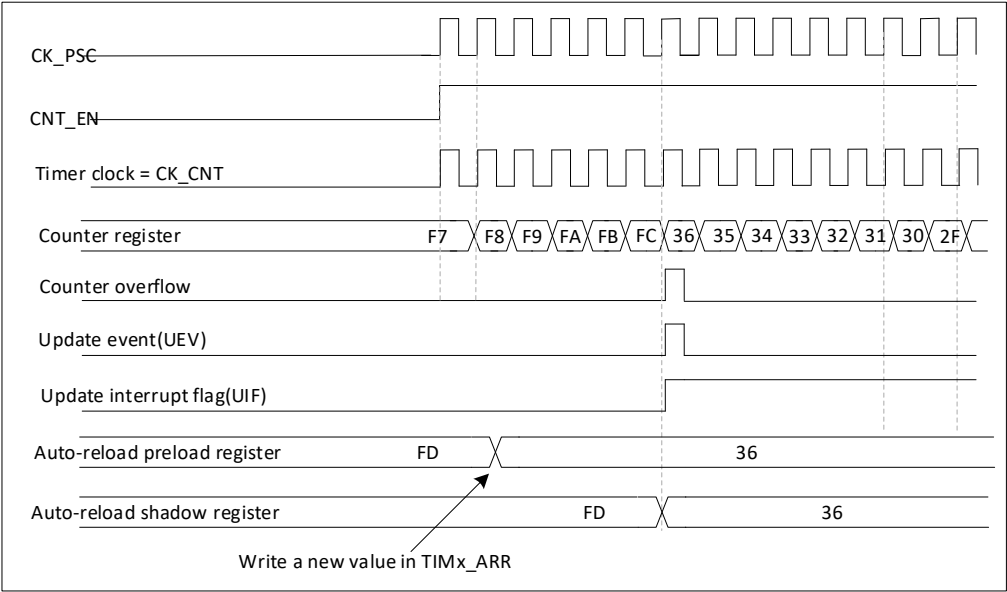 CK_PSC
CNT_EN
Timer clock = CK_CNT
Counter register F7 F8 F9 FA FB FC 36 35 34 33 32 31 30 2F
Counter overflow
Update event(UEV)
Update interrupt flag(UIF)
Auto-reload preload register FD 36
Auto-reload shadow register FD 36
Write a new value in TIMx_ARR